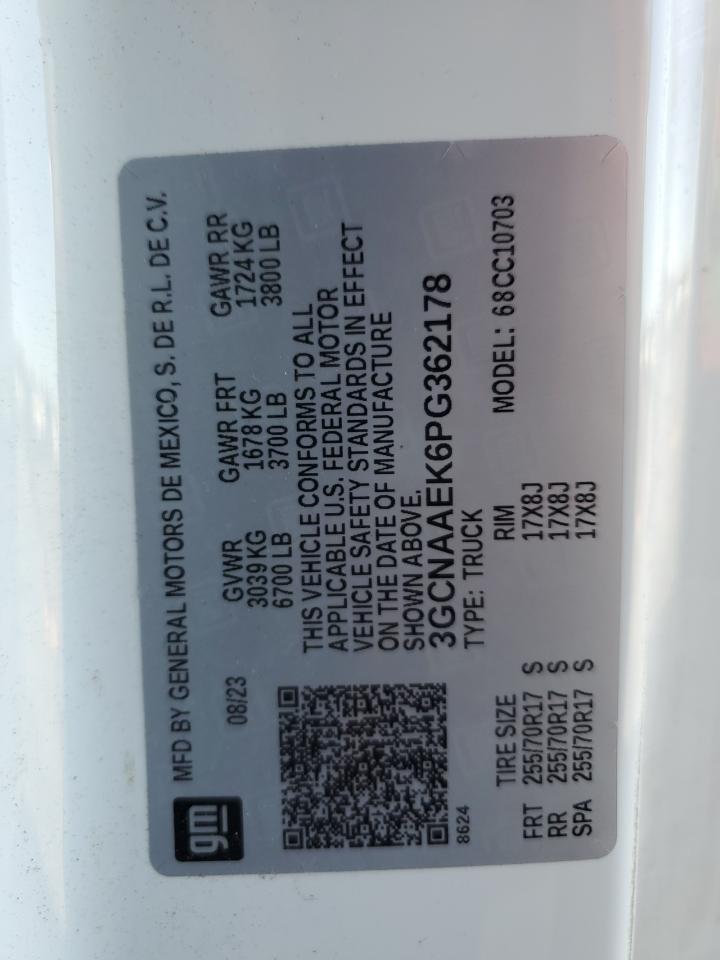 gm
MFD BY GENERAL MOTORS DE MEXICO, S. DE R.L. DE C.V.
08/23
GVWR GAWR FRT GAWR RR
3039 KG 1678 KG 1724 KG
6700 LB 3700 LB 3800 LB
THIS VEHICLE CONFORMS TO ALL
APPLICABLE U.S. FEDERAL MOTOR
VEHICLE SAFETY STANDARDS IN EFFECT
ON THE DATE OF MANUFACTURE
SHOWN ABOVE.
3GCNAAEK6PG362178
8624
TYPE: TRUCK MODEL: 68CC10703
TIRE SIZE RIM
FRT 255/70R17 S 17X8J
RR 255/70R17 S 17X8J
SPA 255/70R17 S 17X8J